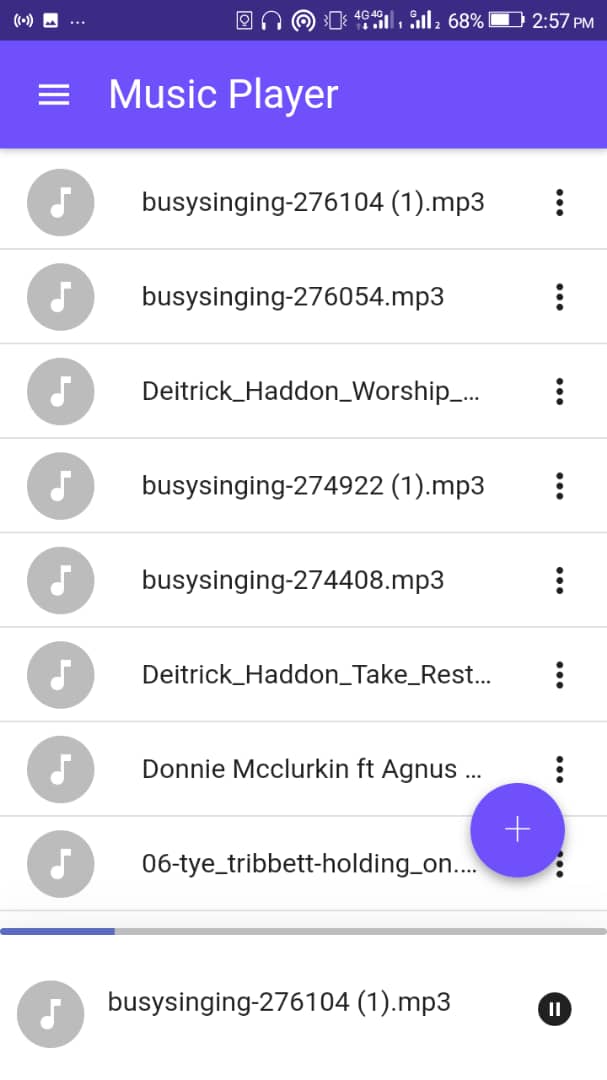 4G 4G 1 G 2 68% 2:57 PM
Music Player
busysinging-276104 (1).mp3
busysinging-276054.mp3
Deitrick_Haddon_Worship_...
busysinging-274922 (1).mp3
busysinging-274408.mp3
Deitrick_Haddon_Take_Rest...
Donnie Mcclurkin ft Agnus ...
06-tye_tribbett-holding_on....
busysinging-276104 (1).mp3